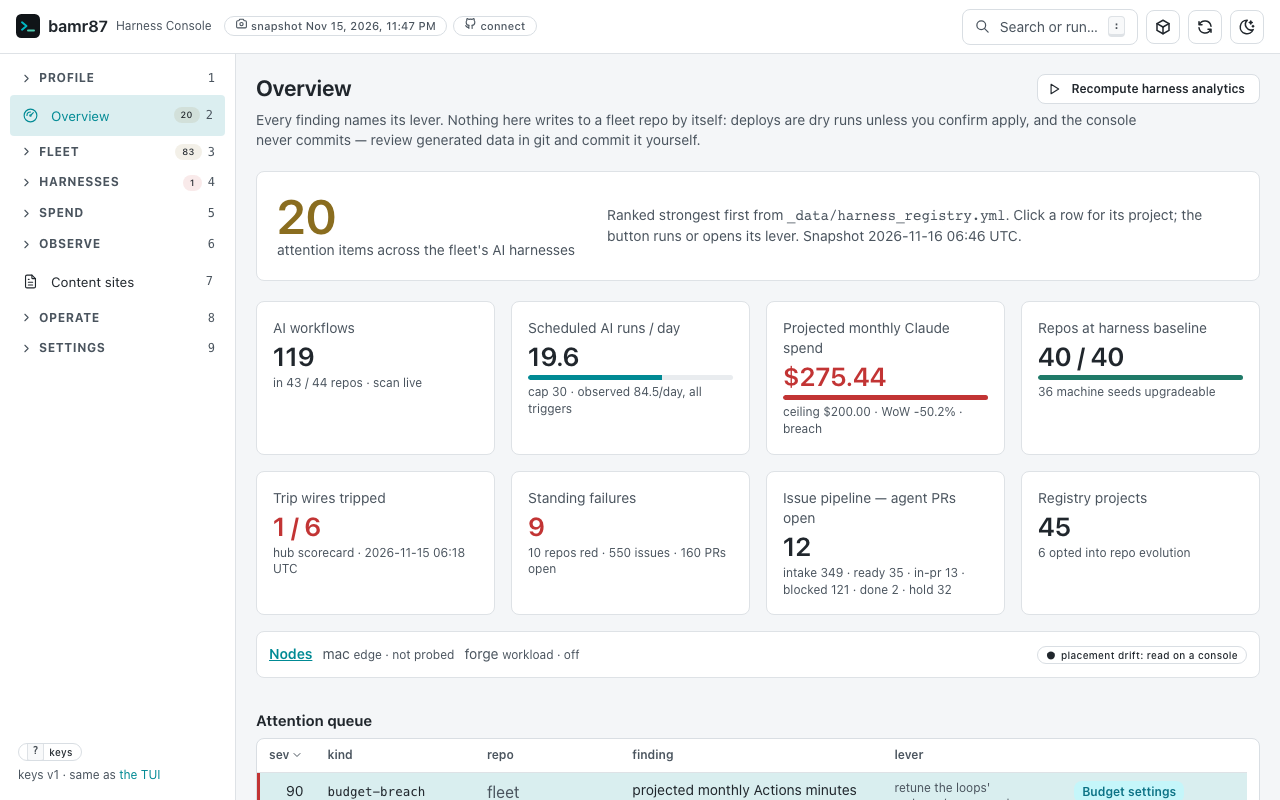 bamr87 Harness Console snapshot Nov 15, 2026, 11:47 PM connect Search or run... :
PROFILE 1
Overview 20 2
FLEET 83 3
HARNESSES 1 4
SPEND 5
OBSERVE 6
Content sites 7
OPERATE 8
SETTINGS 9
? keys
keys v1 · same as the TUI
Overview
Recompute harness analytics
Every finding names its lever. Nothing here writes to a fleet repo by itself: deploys are dry runs unless you confirm apply, and the console
never commits — review generated data in git and commit it yourself.
20
attention items across the fleet's AI harnesses
Ranked strongest first from _data/harness_registry.yml. Click a row for its project; the
button runs or opens its lever. Snapshot 2026-11-16 06:46 UTC.
AI workflows
119
in 43 / 44 repos · scan live
Scheduled AI runs / day
19.6
cap 30 · observed 84.5/day, all
triggers
Projected monthly Claude
spend
$275.44
ceiling $200.00 · WoW -50.2% ·
breach
Repos at harness baseline
40 / 40
36 machine seeds upgradeable
Trip wires tripped
1 / 6
hub scorecard · 2026-11-15 06:18
UTC
Standing failures
9
10 repos red · 550 issues · 160 PRs
open
Issue pipeline — agent PRs
open
12
intake 349 · ready 35 · in-pr 13 ·
blocked 121 · done 2 · hold 32
Registry projects
45
6 opted into repo evolution
Nodes mac edge · not probed forge workload · off
placement drift: read on a console
Attention queue
sev kind repo finding lever
90 budget-breach fleet projected monthly Actions minutes retune the loops' Budget settings